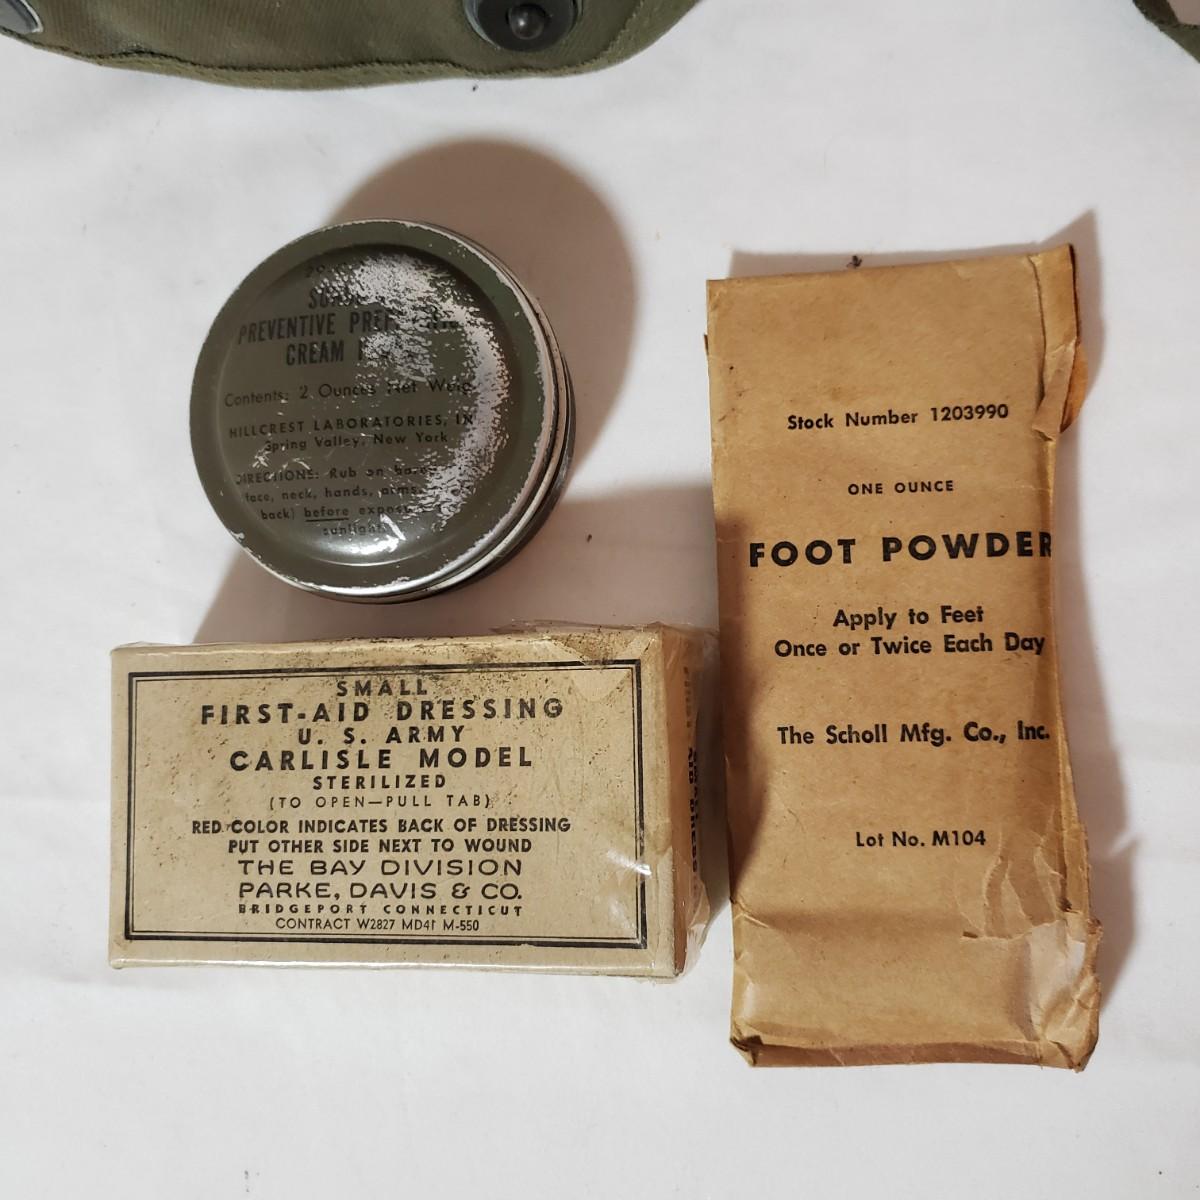 PREVENTIVE
CREAM
Contents: 2 Ounces Net
HILLCREST LABORATORIES,
Spring Valley, New York
DIRECTIONS: Rub on
face, neck, hands, arms,
back) before
SMALL
FIRST-AID DRESSING
U. S. ARMY
CARLISLE MODEL
STERILIZED
(TO OPEN—PULL TAB)
RED COLOR INDICATES BACK OF DRESSING
PUT OTHER SIDE NEXT TO WOUND
THE BAY DIVISION
PARKE, DAVIS & CO.
BRIDGEPORT CONNECTICUT
CONTRACT W2827 MD41 M-550
Stock Number 1203990
ONE OUNCE
FOOT POWDER
Apply to Feet
Once or Twice Each Day
The Scholl Mfg. Co., Inc.
Lot No. M104